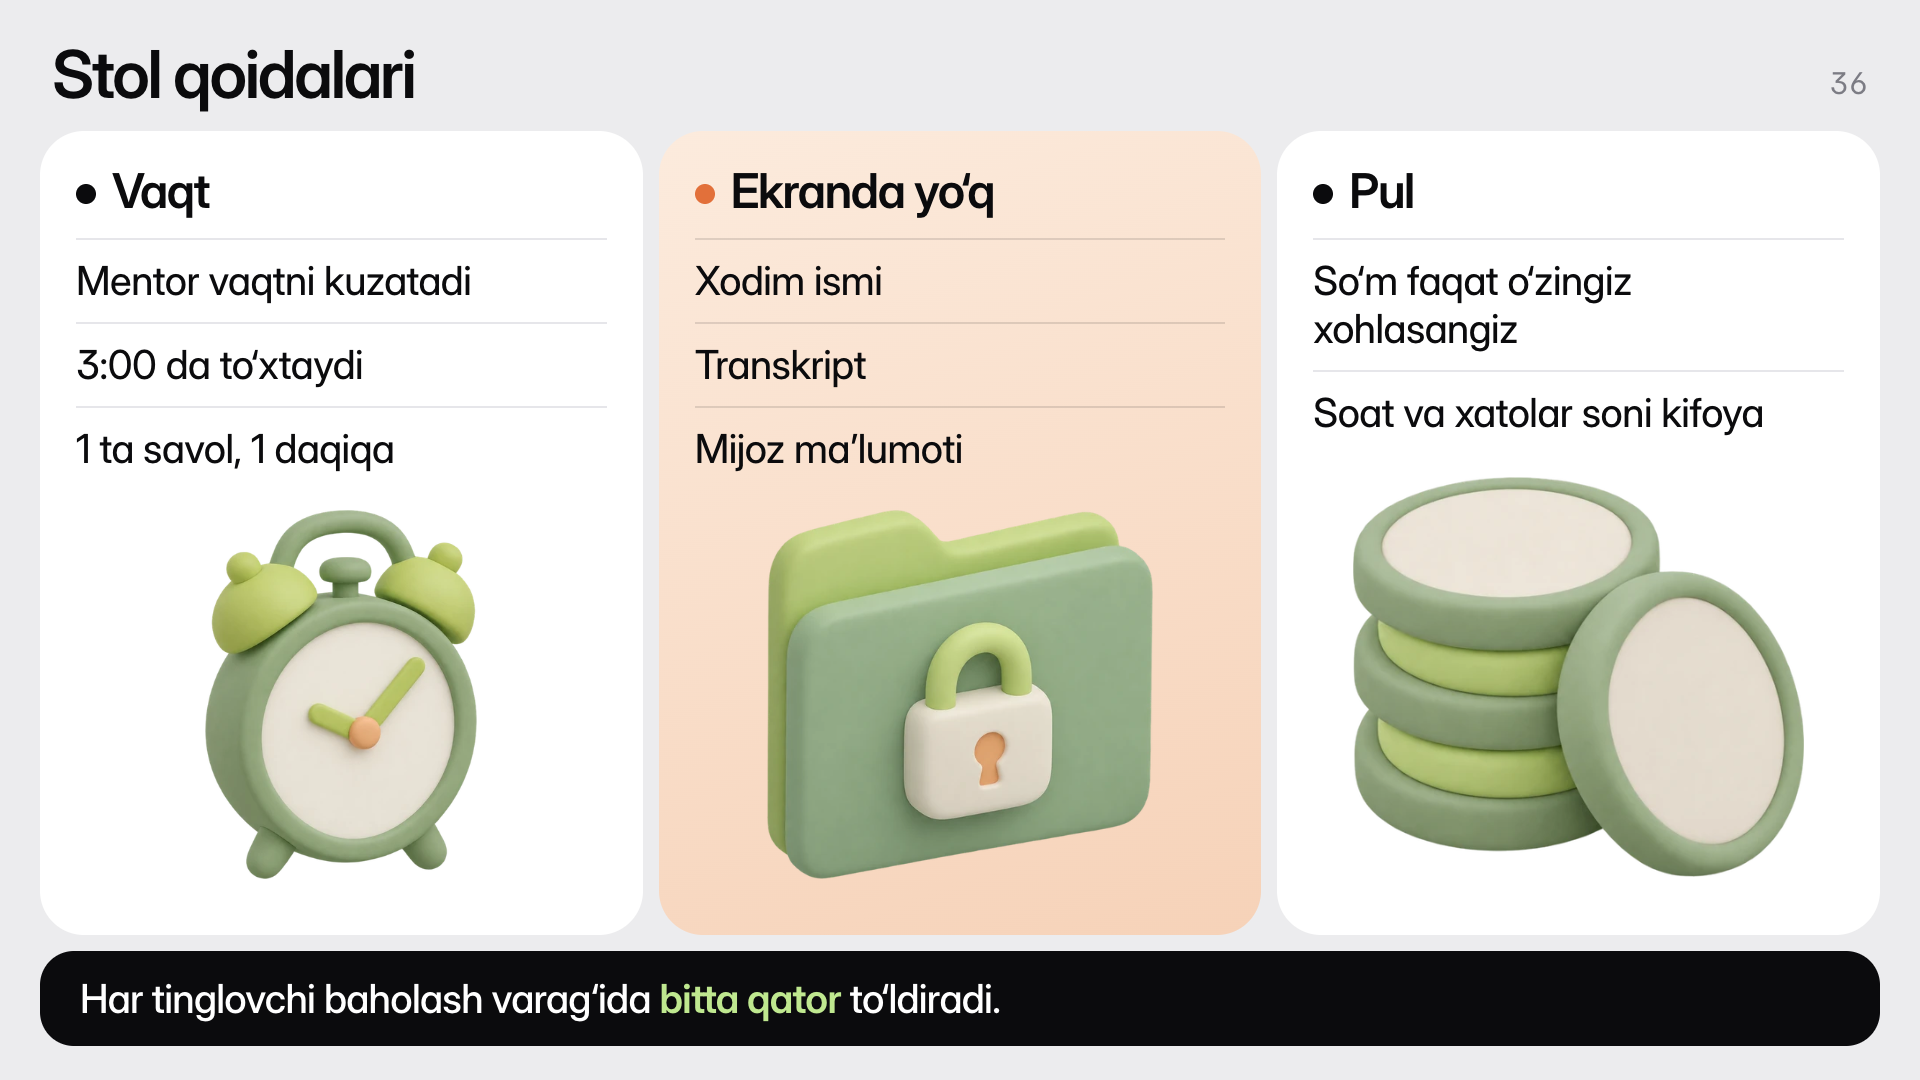 Stol qoidalari
36
Vaqt
Mentor vaqtni kuzatadi
3:00 da to‘xtaydi
1 ta savol, 1 daqiqa
Ekranda yo‘q
Xodim ismi
Transkript
Mijoz ma’lumoti
Pul
So‘m faqat o‘zingiz
xohlasangiz
Soat va xatolar soni kifoya
Har tinglovchi baholash varag‘ida bitta qator to‘ldiradi.